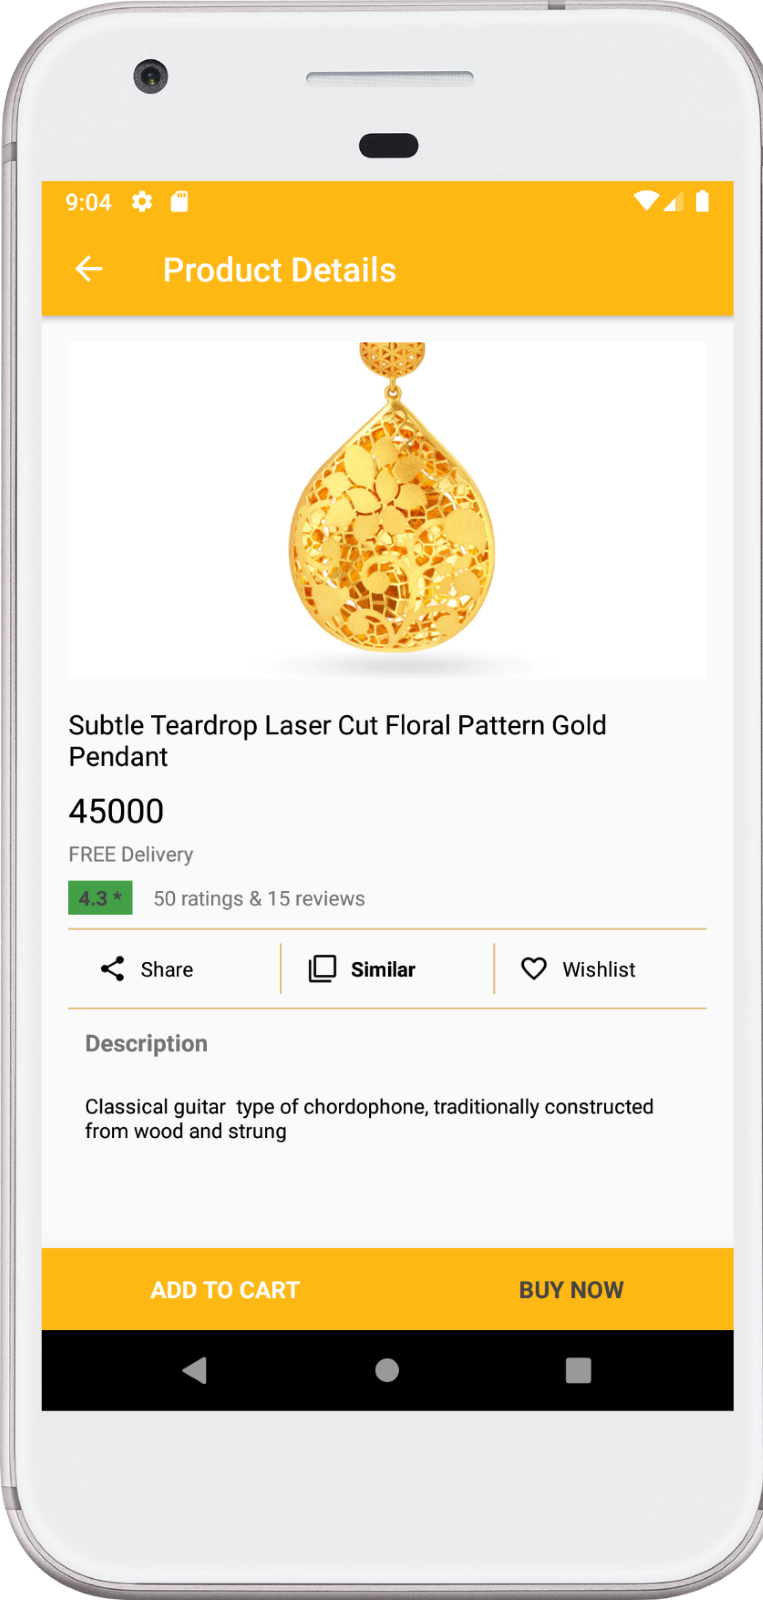 9:04
Product Details
Subtle Teardrop Laser Cut Floral Pattern Gold
Pendant
45000
FREE Delivery
4.3 * 50 ratings & 15 reviews
Share Similar Wishlist
Description
Classical guitar  type of chordophone, traditionally constructed
from wood and strung
ADD TO CART BUY NOW